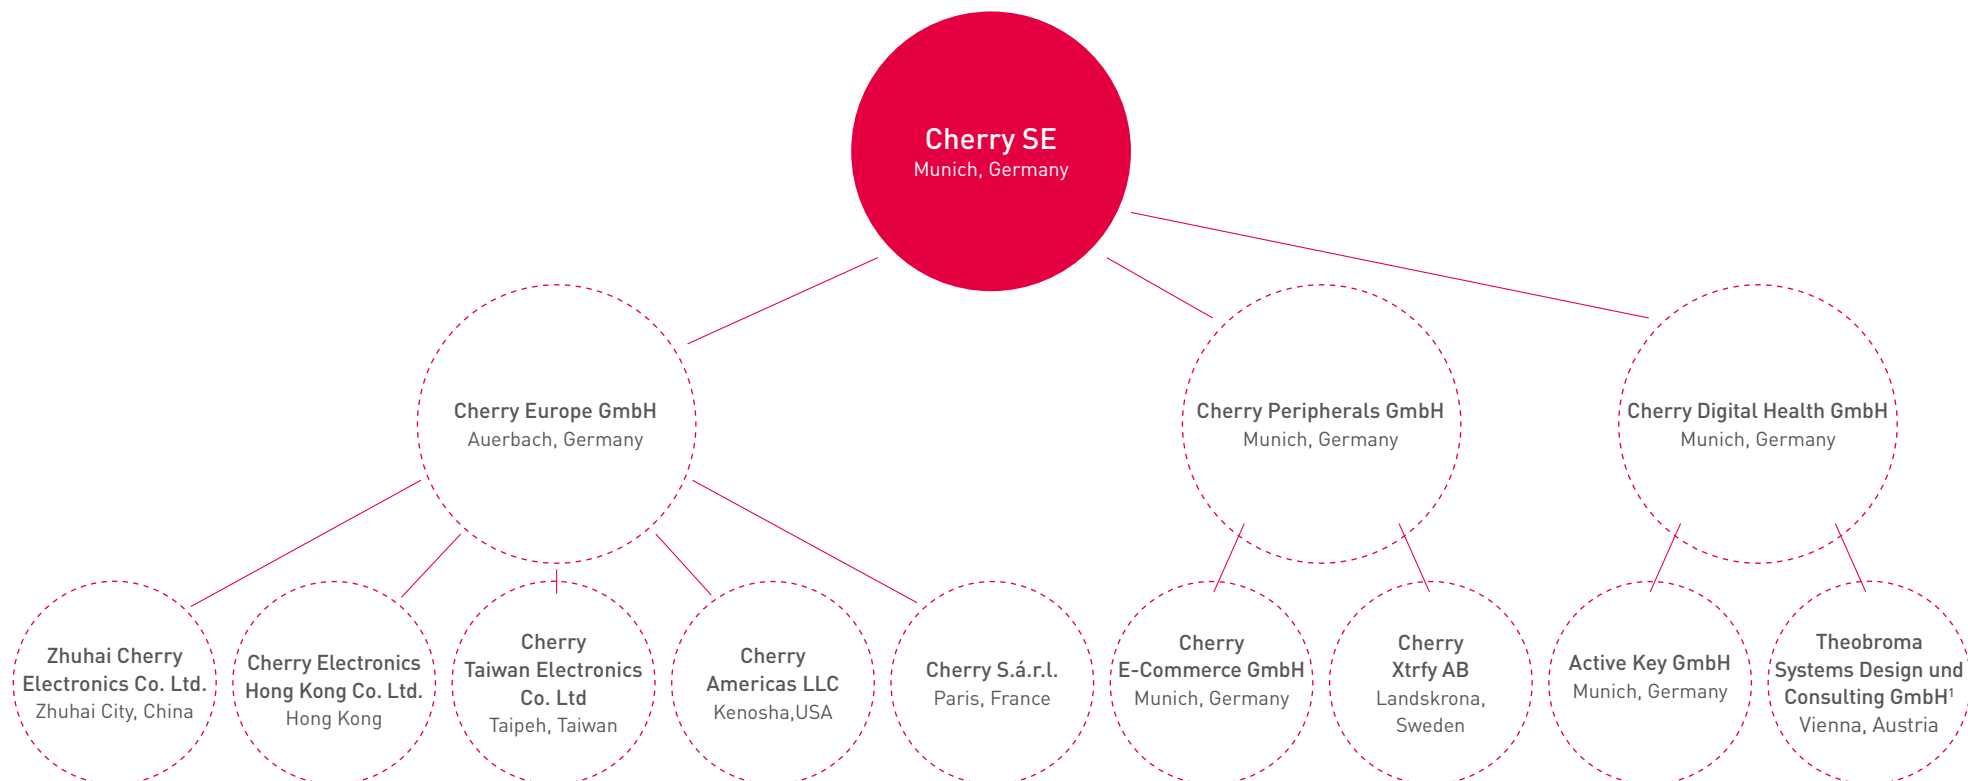 Cherry SE
Munich, Germany
Cherry Europe GmbH
Auerbach, Germany
Cherry Peripherals GmbH
Munich, Germany
Cherry Digital Health GmbH
Munich, Germany
Zhuhai Cherry
Electronics Co. Ltd.
Zhuhai City, China
Cherry Electronics
Hong Kong Co. Ltd.
Hong Kong
Cherry
Taiwan Electronics
Co. Ltd
Taipeh, Taiwan
Cherry
Americas LLC
Kenosha,USA
Cherry S.á.r.l.
Paris, France
Cherry
E-Commerce GmbH
Munich, Germany
Cherry
Xtrfy AB
Landskrona,
Sweden
Active Key GmbH
Munich, Germany
Theobroma
Systems Design und
Consulting GmbH¹
Vienna, Austria